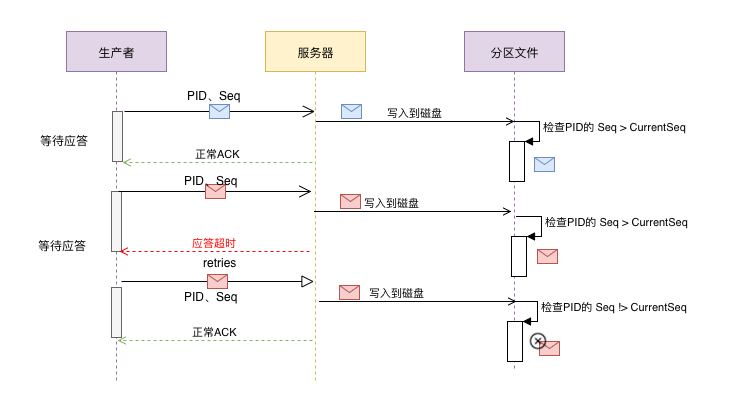 生产者
服务器
分区文件
PID、Seq
写入到磁盘
检查PID的 Seq > CurrentSeq
等待应答
正常ACK
PID、Seq
写入到磁盘
检查PID的 Seq > CurrentSeq
等待应答
应答超时
retries
PID、Seq
写入到磁盘
检查PID的 Seq !> CurrentSeq
正常ACK